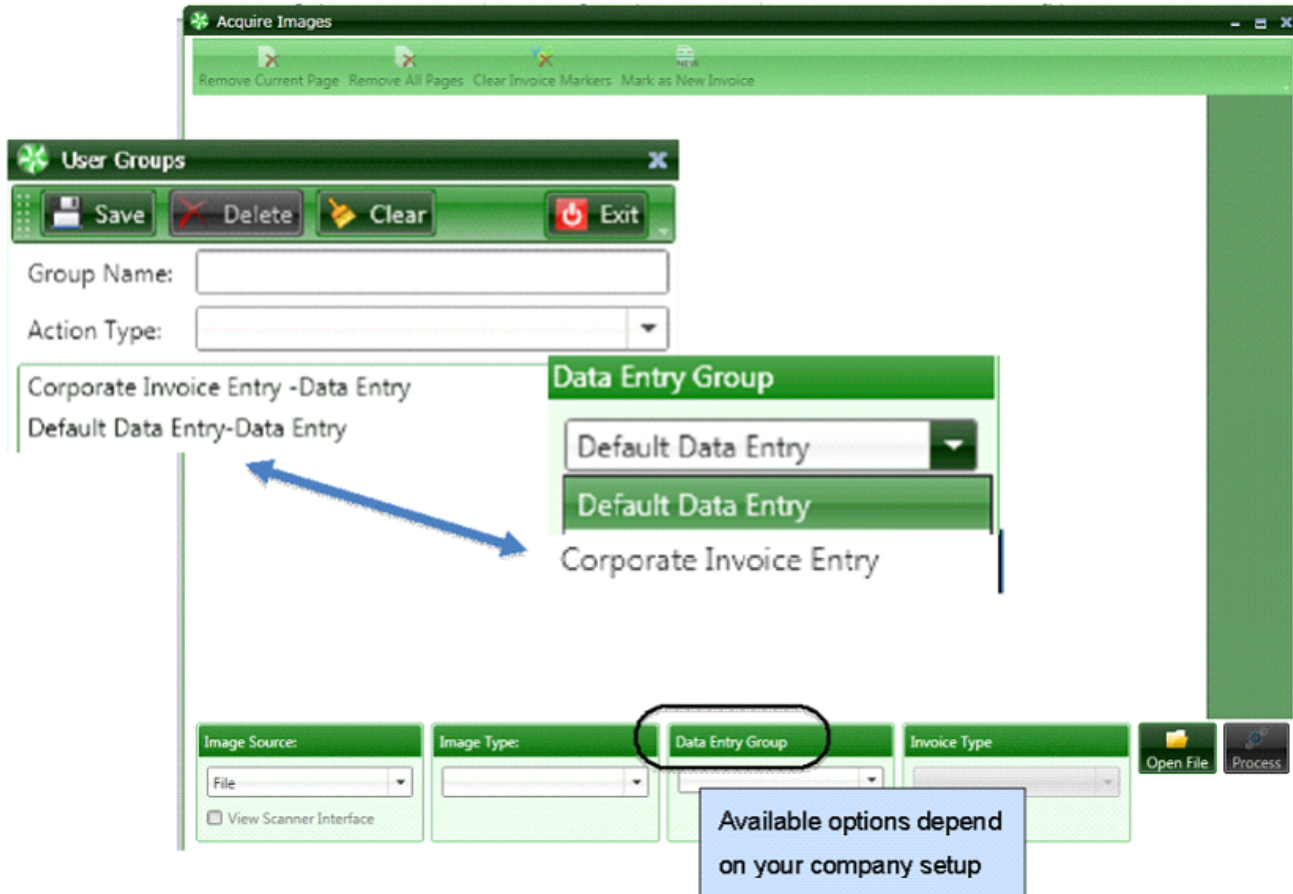 Acquire Images
Remove Current Page Remove All Pages Clear Invoice Markers Mark as New Invoice
NEW
User Groups
Save Delete Clear Exit
Group Name:
Action Type:
Corporate Invoice Entry -Data Entry
Default Data Entry-Data Entry
Data Entry Group
Default Data Entry
Default Data Entry
Corporate Invoice Entry
Image Source: Image Type: Data Entry Group Invoice Type
File
View Scanner Interface
Open File Process
Available options depend
on your company setup